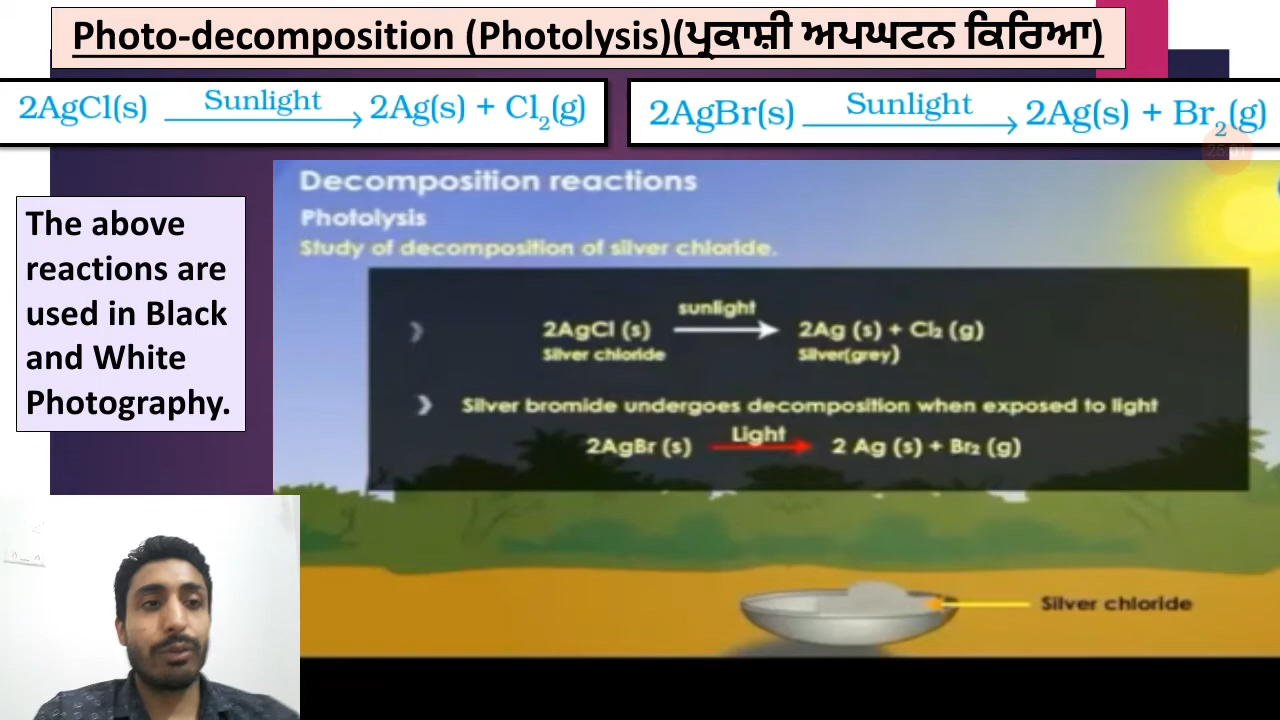 Photo-decomposition (Photolysis)(ਪ੍ਰਕਾਸ਼ੀ ਅਪਘਟਨ ਕਿਰਿਆ)
2AgCl(s) Sunlight 2Ag(s) + Cl₂(g)
2AgBr(s) Sunlight 2Ag(s) + Br₂(g)
25:01
The above
reactions are
used in Black
and White
Photography.
Decomposition reactions
Photolysis
Study of decomposition of silver chloride.
sunlight
2AgCl (s) 2Ag (s) + Cl₂ (g)
Silver chloride Silver(grey)
Silver bromide undergoes decomposition when exposed to light
Light
2AgBr (s) 2 Ag (s) + Br₂ (g)
Silver chloride